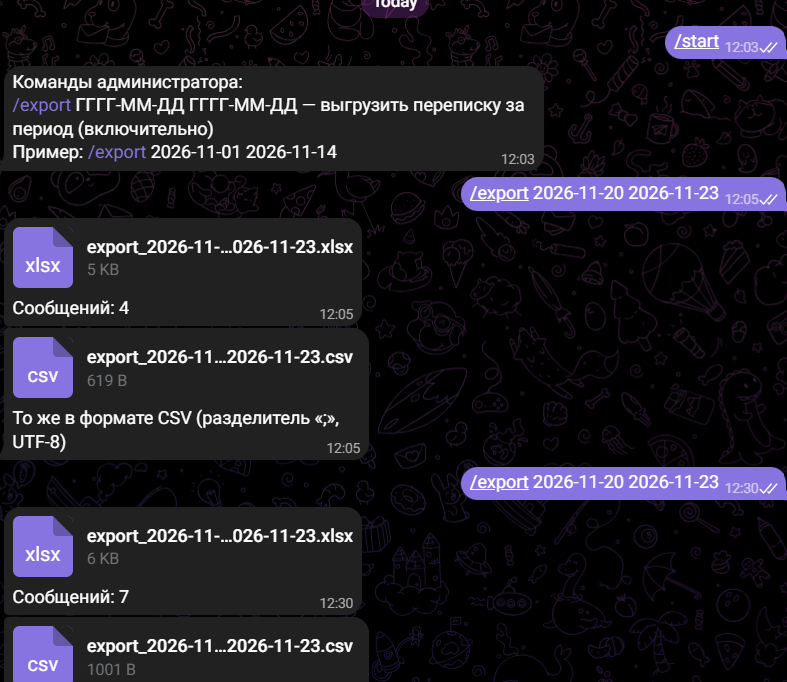 Today
/start 12:03
Команды администратора:
/export ГГГГ-ММ-ДД ГГГГ-ММ-ДД — выгрузить переписку за
период (включительно)
Пример: /export 2026-11-01 2026-11-14
12:03
/export 2026-11-20 2026-11-23 12:05
xlsx
export_2026-11-...026-11-23.xlsx
5 KB
Сообщений: 4
12:05
csv
export_2026-11...2026-11-23.csv
619 B
То же в формате CSV (разделитель «;»,
UTF-8)
12:05
/export 2026-11-20 2026-11-23 12:30
xlsx
export_2026-11-...026-11-23.xlsx
6 KB
Сообщений: 7
12:30
csv
export_2026-11...2026-11-23.csv
1001 B